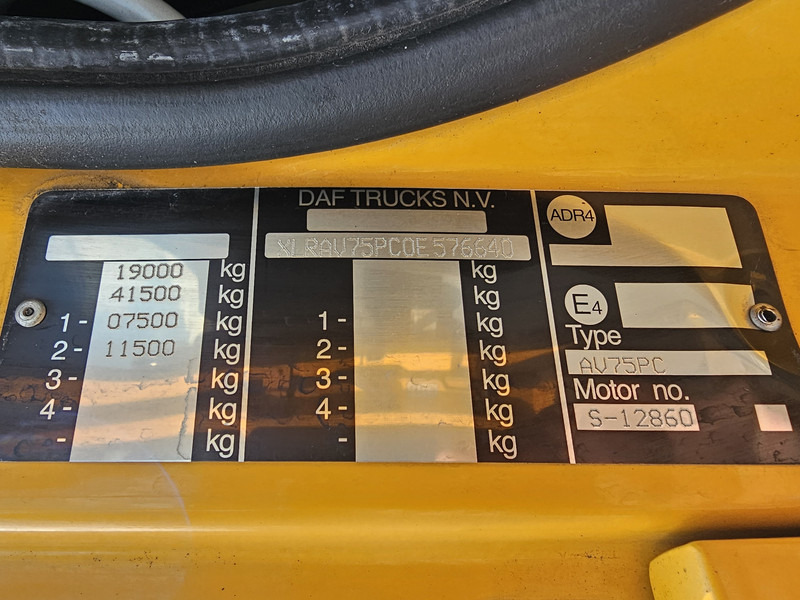 DAF TRUCKS N.V.
XLRAV75PC0E576640
19000 kg
41500 kg
1- 07500 kg
2- 11500 kg
3- kg
4- kg
- kg
kg
kg
1- kg
2- kg
3- kg
4- kg
- kg
ADR4
E4
Type
AV75PC
Motor no.
S-12860